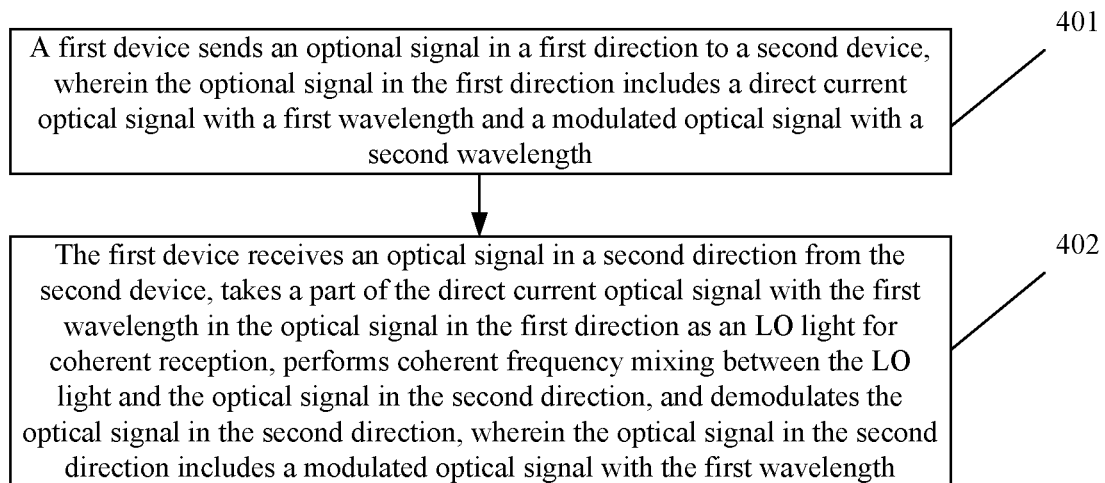 401
A first device sends an optional signal in a first direction to a second device,
wherein the optional signal in the first direction includes a direct current
optical signal with a first wavelength and a modulated optical signal with a
second wavelength
402
The first device receives an optical signal in a second direction from the
second device, takes a part of the direct current optical signal with the first
wavelength in the optical signal in the first direction as an LO light for
coherent reception, performs coherent frequency mixing between the LO
light and the optical signal in the second direction, and demodulates the
optical signal in the second direction, wherein the optical signal in the second
direction includes a modulated optical signal with the first wavelength